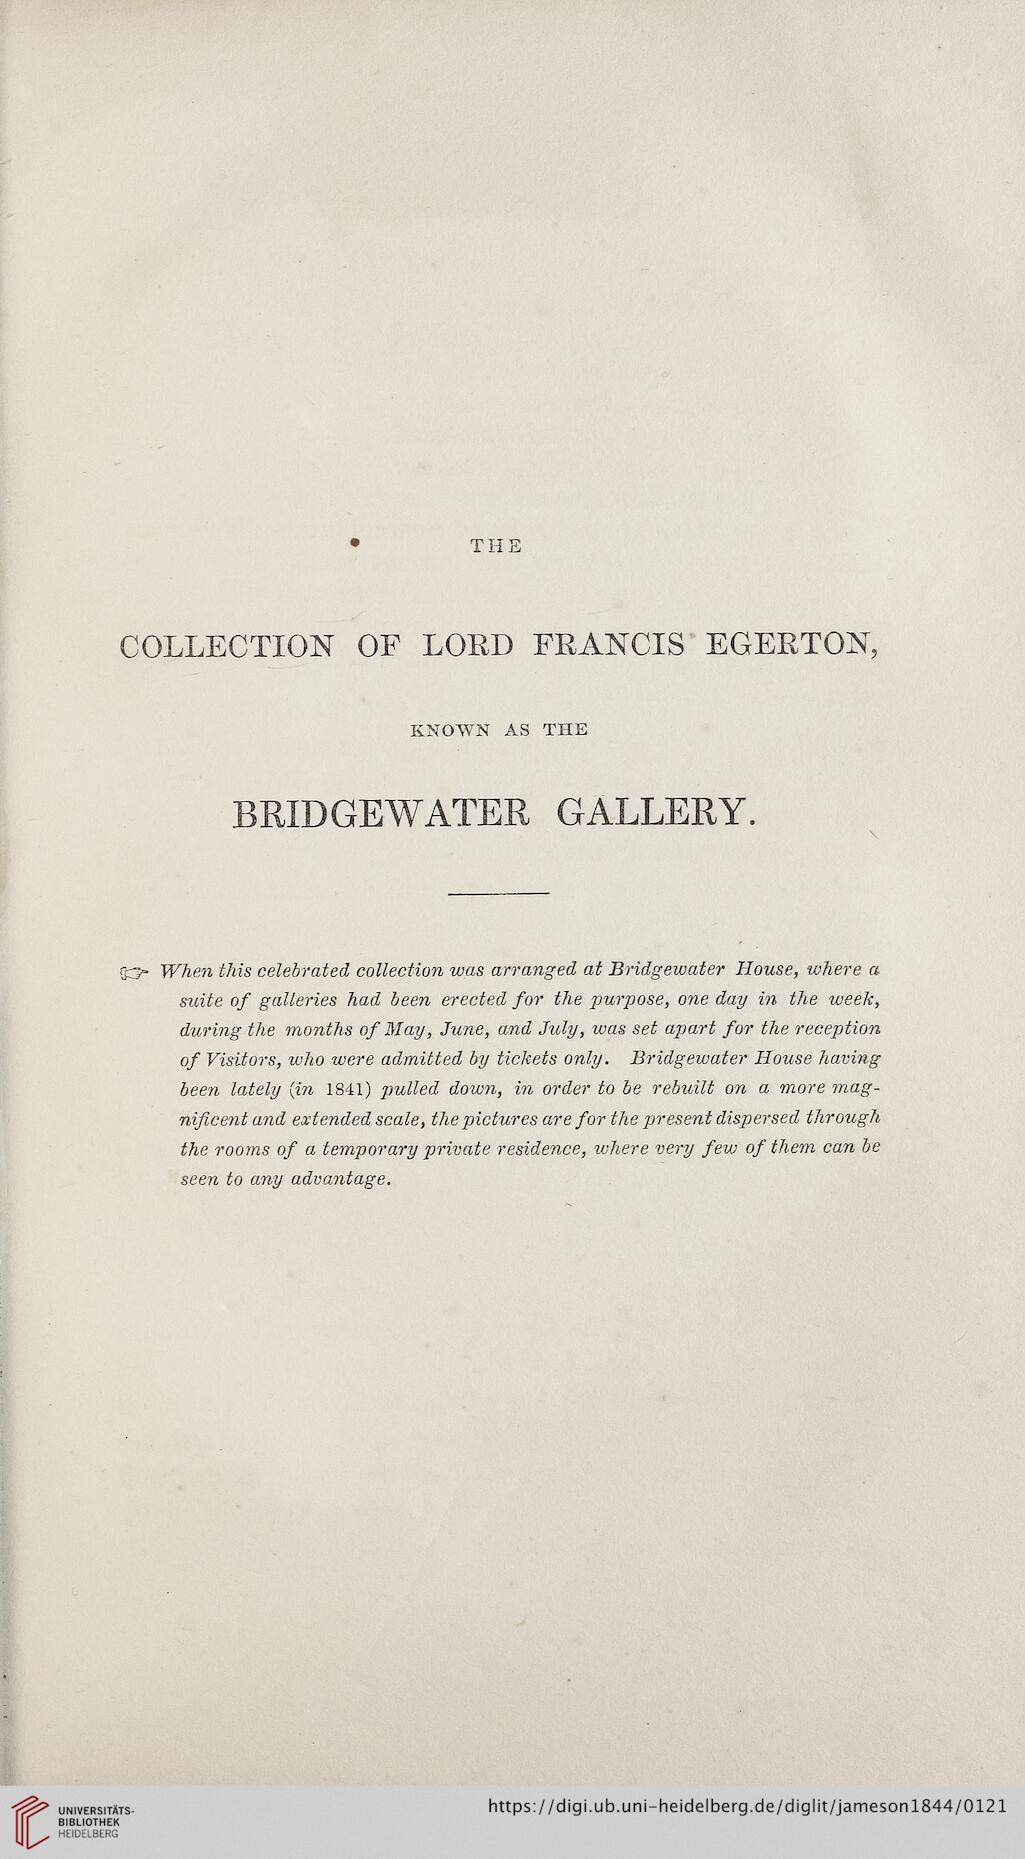 THE
COLLECTION OF LORD FRANCIS EGERTON,
KNOWN AS THE
BRIDGEWATER GALLERY.
☞ When this celebrated collection was arranged at Bridgewater House, where a
suite of galleries had been erected for the purpose, one day in the week,
during the months of May, June, and July, was set apart for the reception
of Visitors, who were admitted by tickets only. Bridgewater House having
been lately (in 1841) pulled down, in order to be rebuilt on a more mag-
nificent and extended scale, the pictures are for the present dispersed through
the rooms of a temporary private residence, where very few of them can be
seen to any advantage.
UNIVERSITÄTS-
BIBLIOTHEK
HEIDELBERG
https://digi.ub.uni-heidelberg.de/diglit/jameson1844/0121